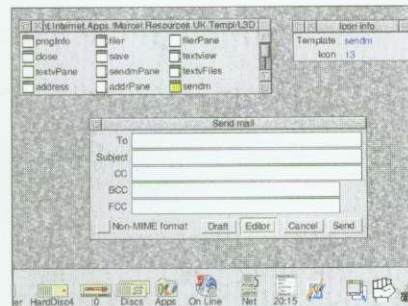 Internet.Apps.!Marcel.Resources.UK.Templ/L3D
Icon info
progInfo filer filerPane
close save textview
textvPane sendmPane textvFiles
address addrPane sendm
Template sendm
Icon 13
Send mail
To
Subject
CC
BCC
FCC
Non-MIME format Draft Editor Cancel Send
HardDisc4 :0 Discs Apps On Line Net 20:15